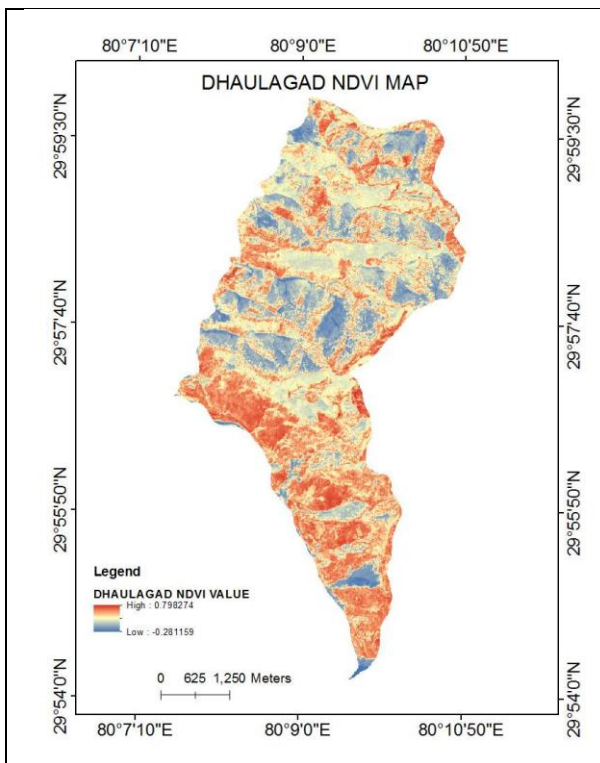 80°7'10"E 80°9'0"E 80°10'50"E
DHAULAGAD NDVI MAP
29°59'30"N 29°59'30"N
29°57'40"N 29°57'40"N
29°55'50"N 29°55'50"N
Legend
DHAULAGAD NDVI VALUE
High : 0.798274
Low : -0.281159
0 625 1,250 Meters
29°54'0"N 29°54'0"N
80°7'10"E 80°9'0"E 80°10'50"E